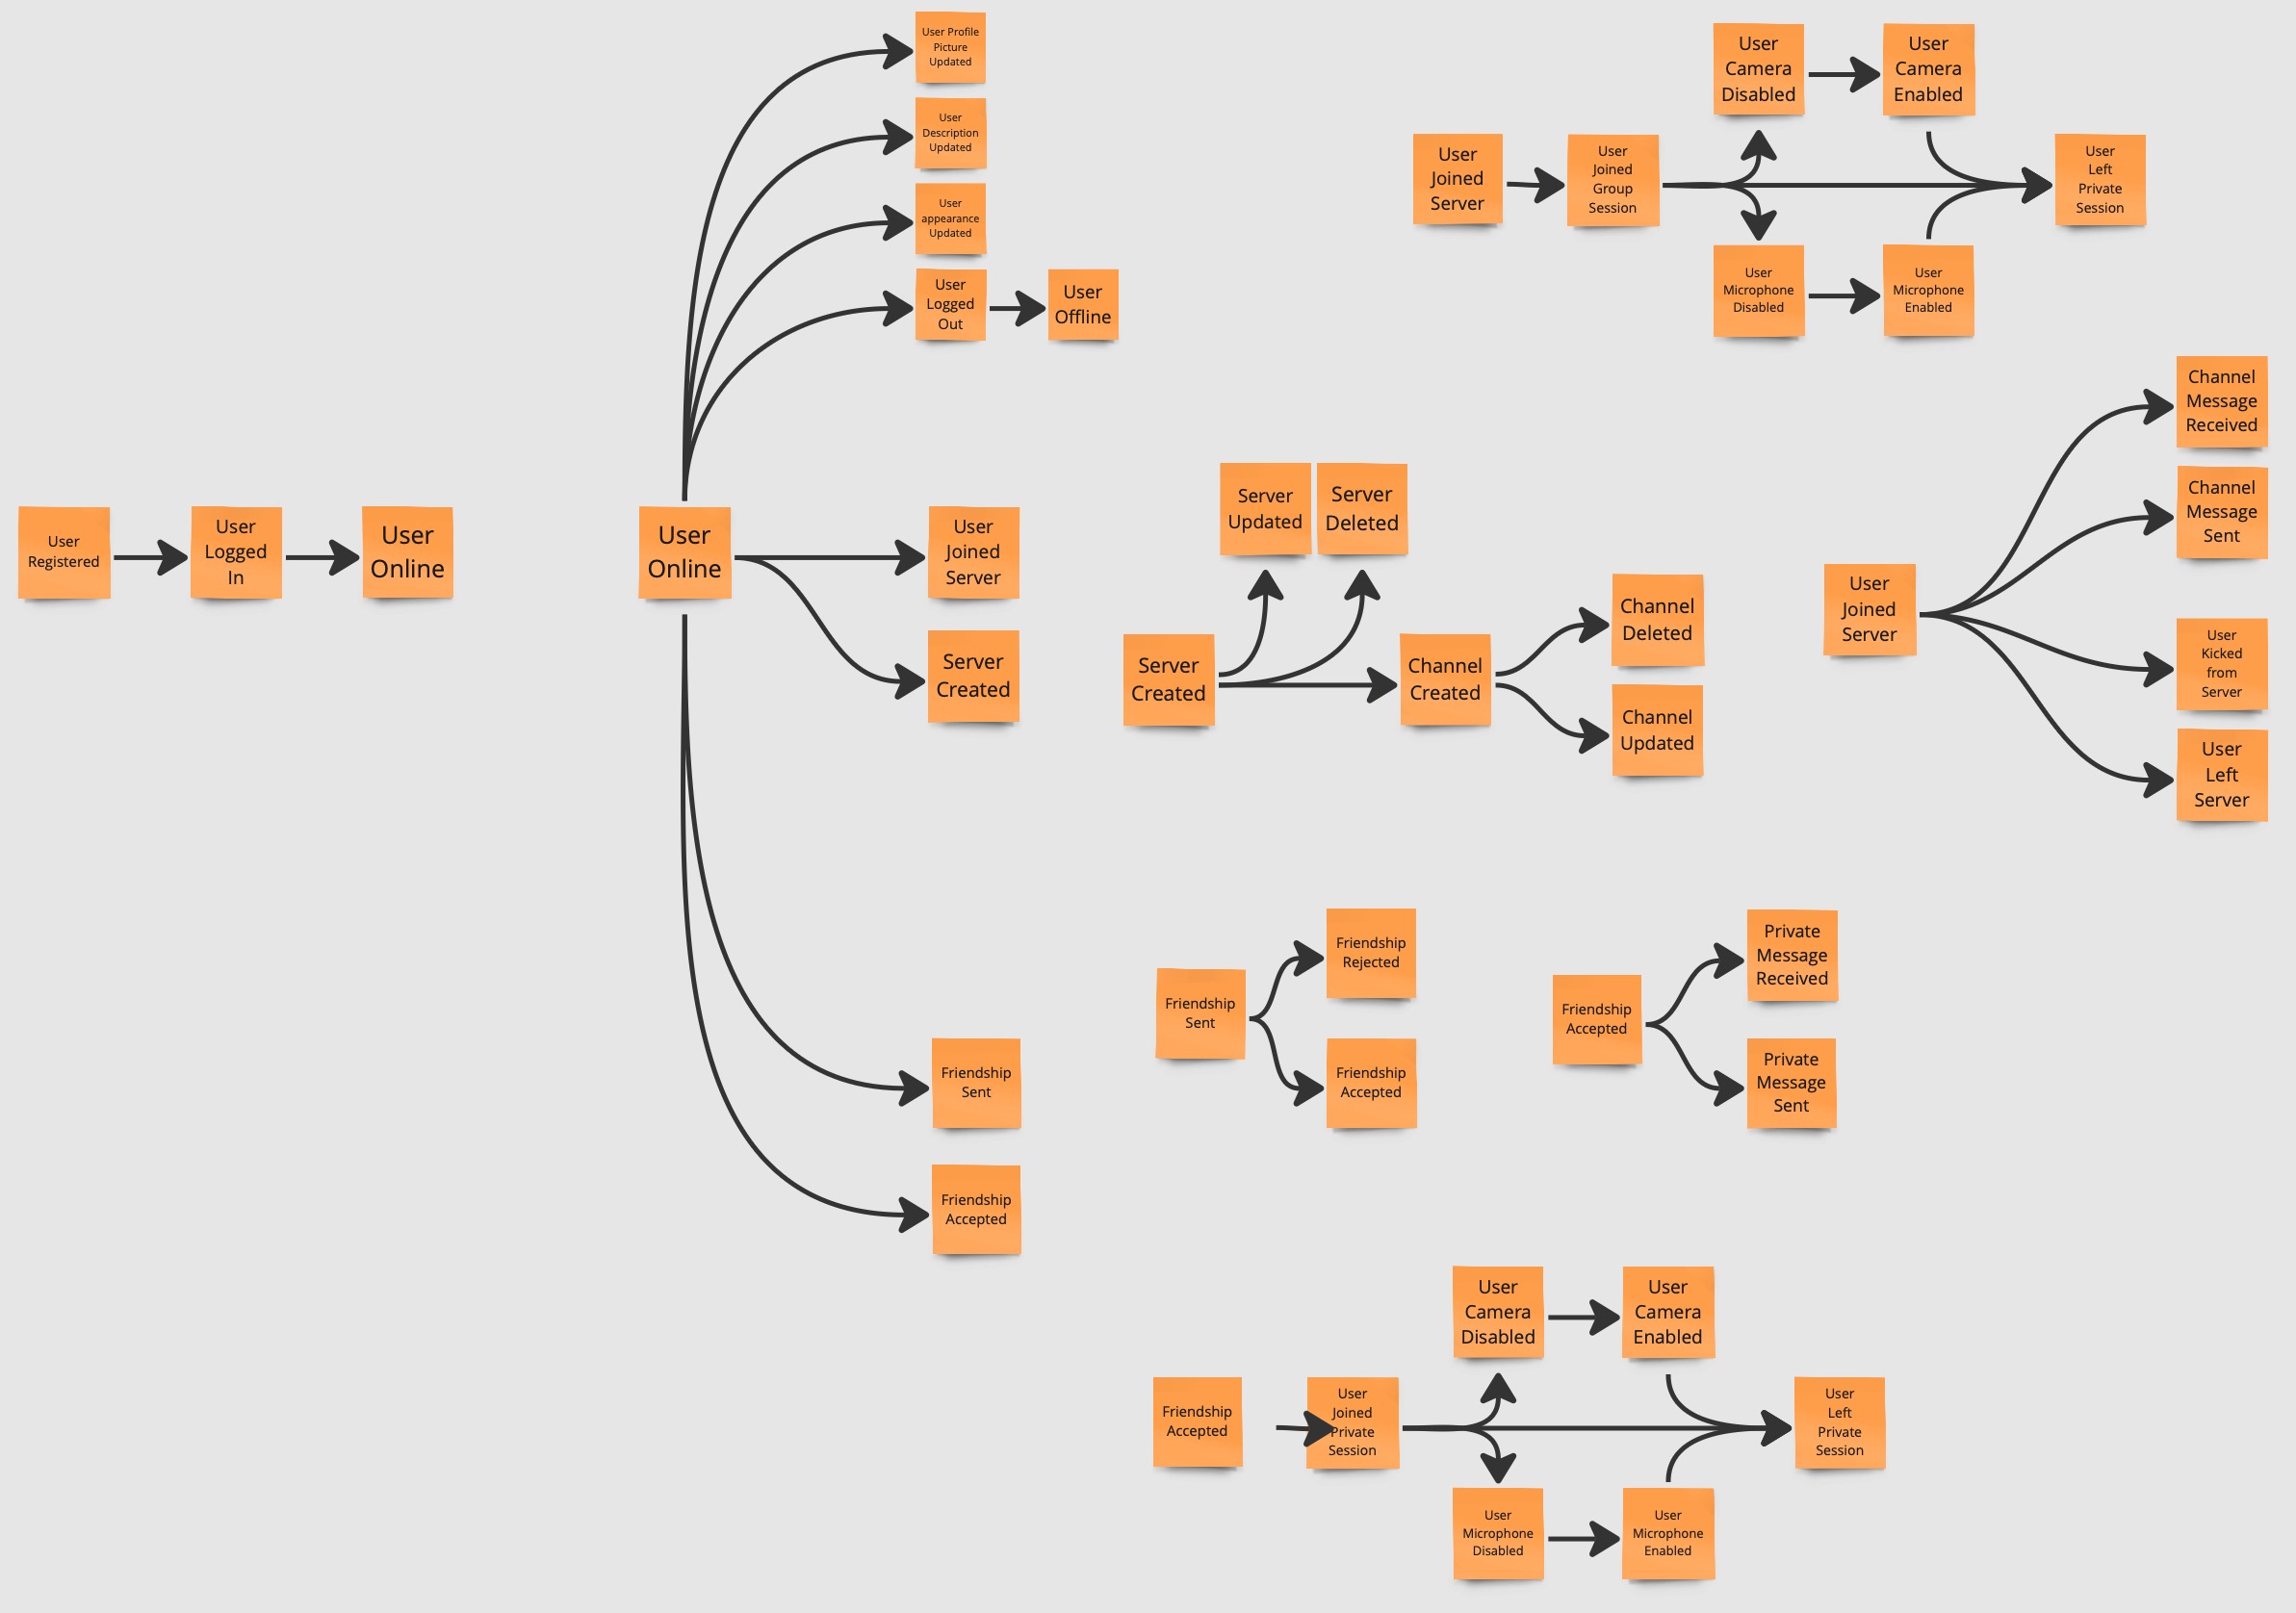 User Profile
Picture
Updated
User
Description
Updated
User
appearance
Updated
User
Logged
Out
User
Offline
User
Registered
User
Logged
In
User
Online
User
Online
User
Joined
Server
Server
Created
Friendship
Sent
Friendship
Accepted
User
Joined
Server
User
Joined
Group
Session
User
Camera
Disabled
User
Camera
Enabled
User
Microphone
Disabled
User
Microphone
Enabled
User
Left
Private
Session
Server
Updated
Server
Deleted
Server
Created
Channel
Created
Channel
Deleted
Channel
Updated
User
Joined
Server
Channel
Message
Received
Channel
Message
Sent
User
Kicked
from
Server
User
Left
Server
Friendship
Sent
Friendship
Rejected
Friendship
Accepted
Friendship
Accepted
Private
Message
Received
Private
Message
Sent
Friendship
Accepted
User
Joined
Private
Session
User
Camera
Disabled
User
Camera
Enabled
User
Microphone
Disabled
User
Microphone
Enabled
User
Left
Private
Session